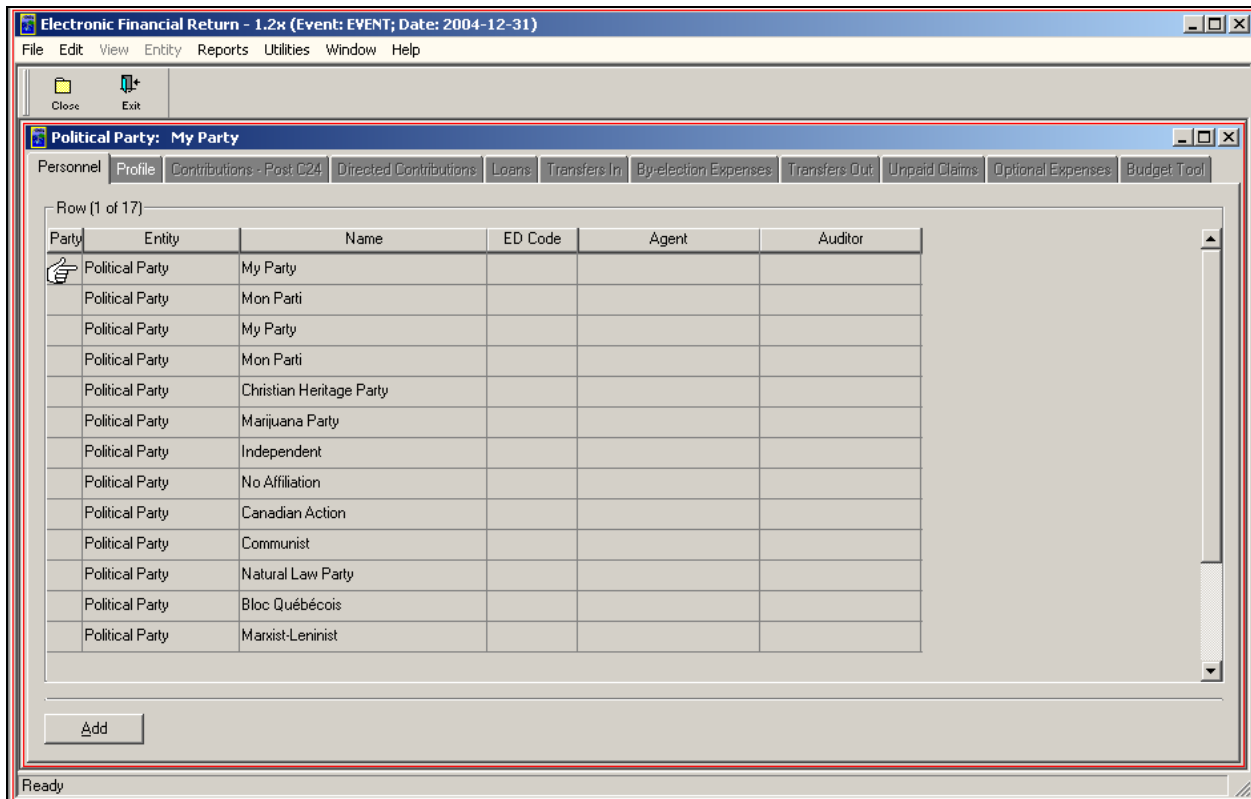 Electronic Financial Return - 1.2x (Event: EVENT; Date: 2004-12-31)
File Edit View Entity Reports Utilities Window Help
Close Exit
Political Party: My Party
Personnel Profile Contributions - Post C24 Directed Contributions Loans Transfers In By-election Expenses Transfers Out Unpaid Claims Optional Expenses Budget Tool
Row (1 of 17)
Party Entity Name ED Code Agent Auditor
Political Party My Party
Political Party Mon Parti
Political Party My Party
Political Party Mon Parti
Political Party Christian Heritage Party
Political Party Marijuana Party
Political Party Independent
Political Party No Affiliation
Political Party Canadian Action
Political Party Communist
Political Party Natural Law Party
Political Party Bloc Québécois
Political Party Marxist-Leninist
Add
Ready